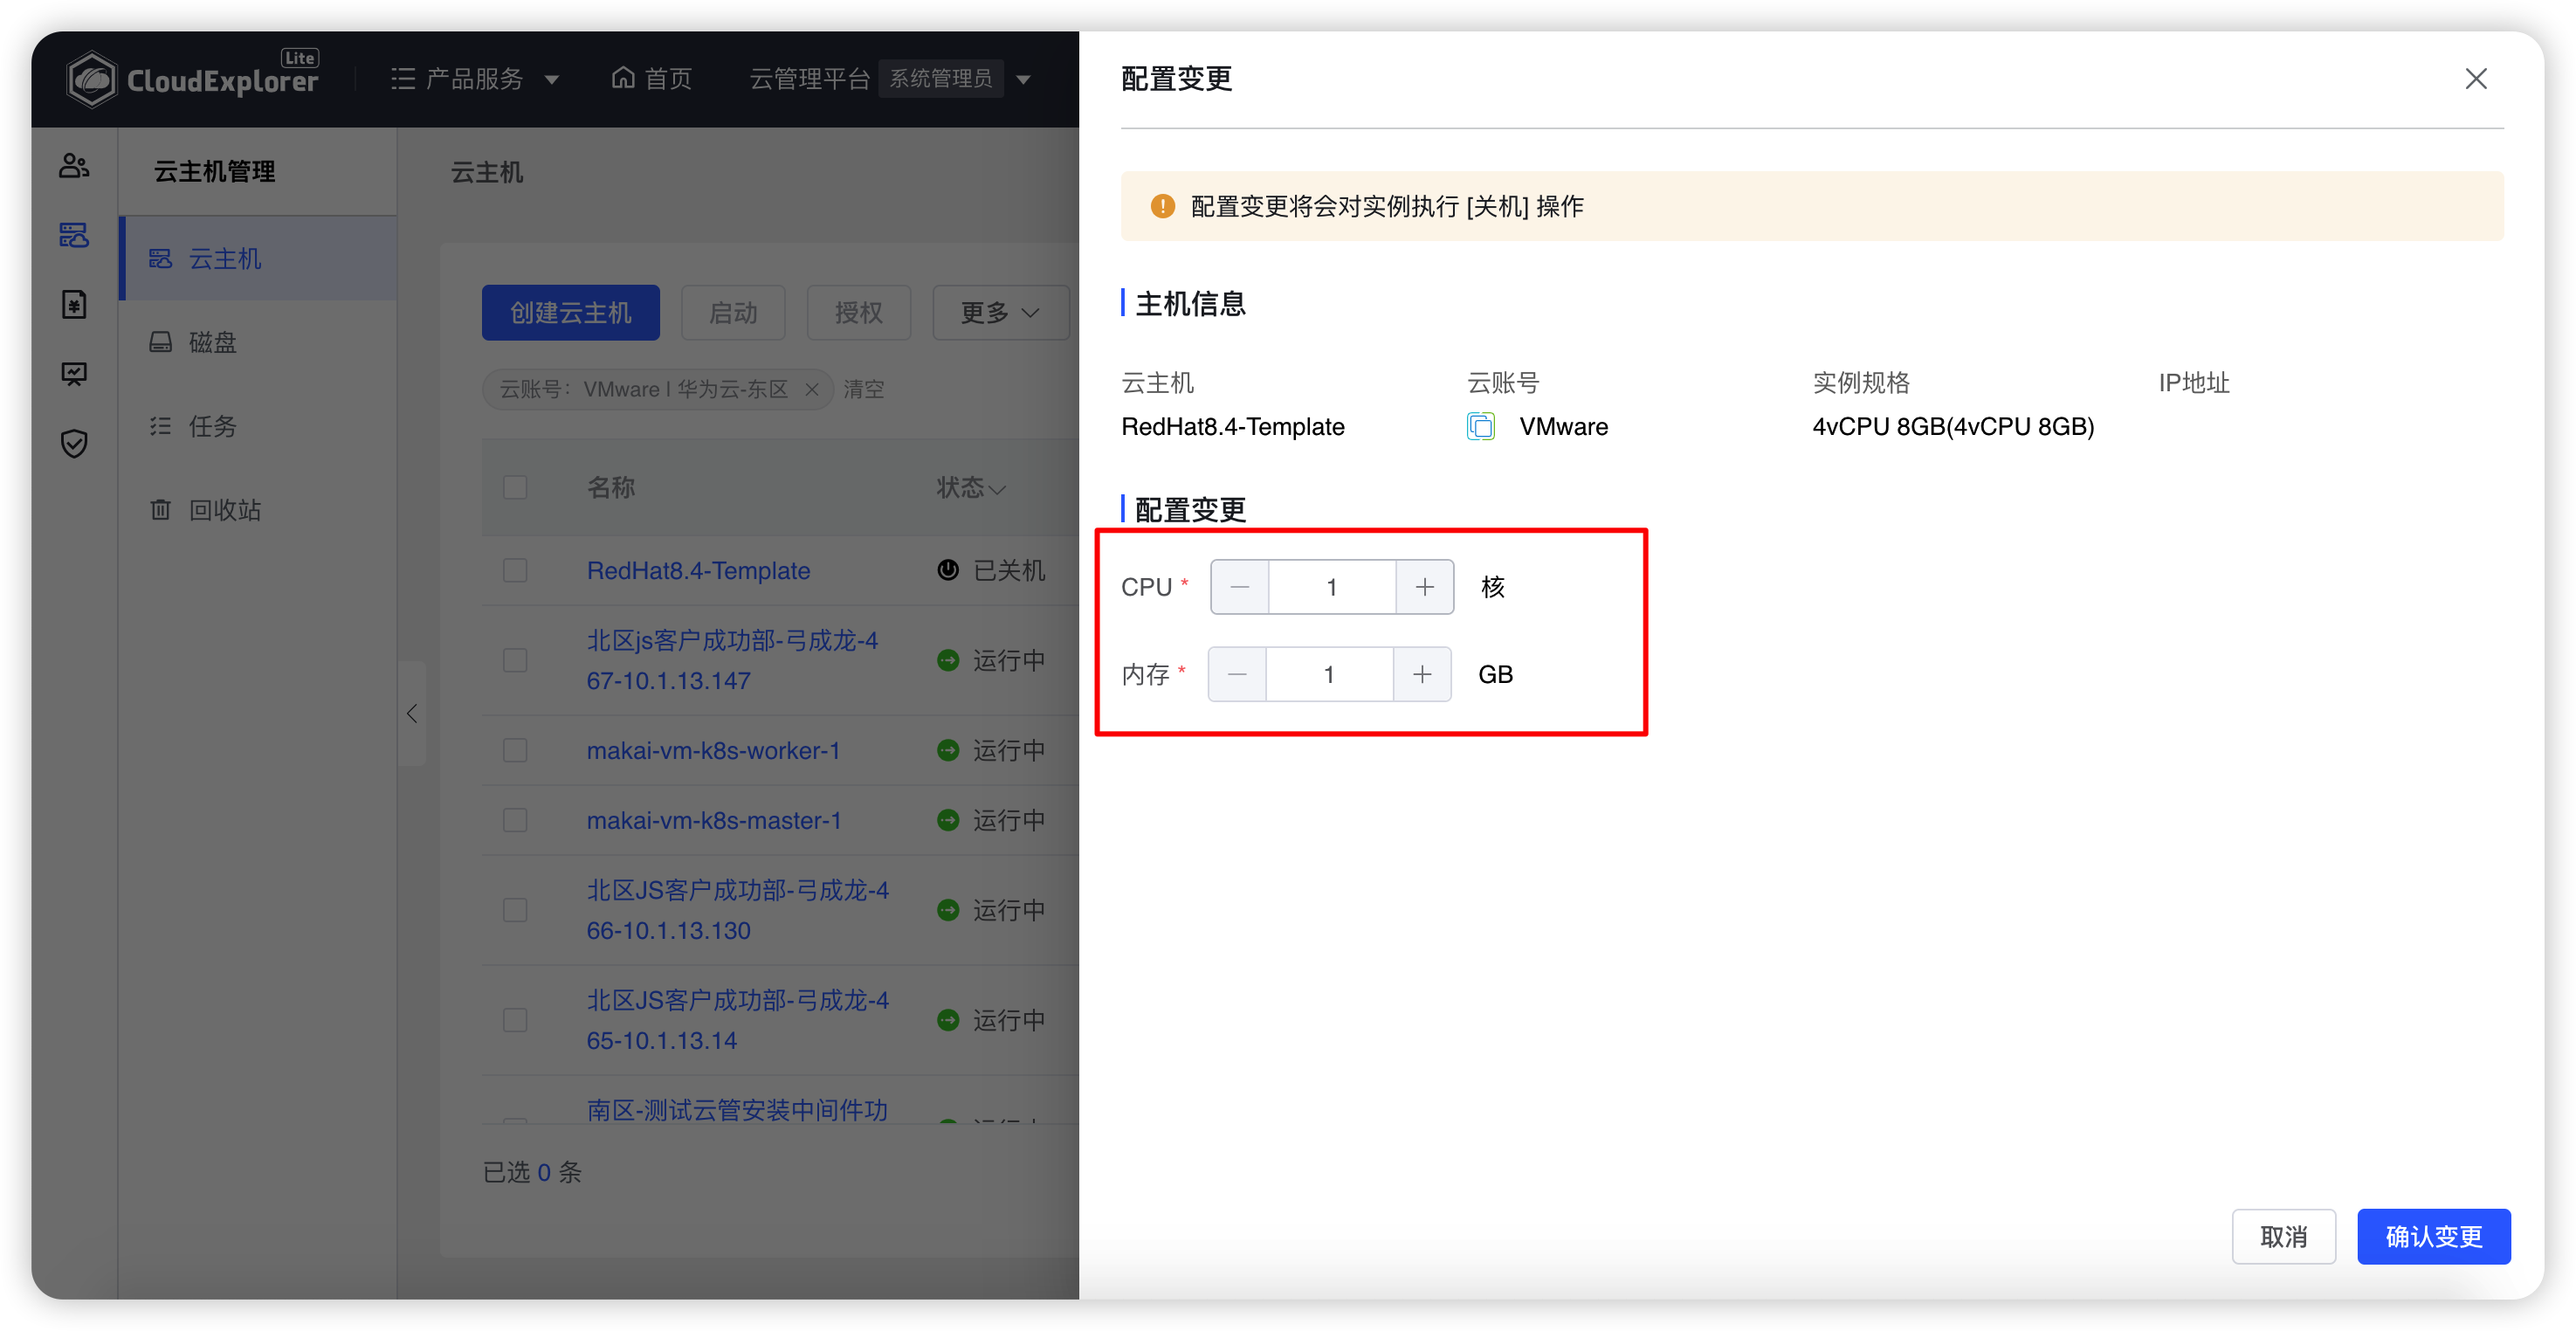 CloudExplorer Lite
产品服务
首页
云管理平台 系统管理员
云主机管理
云主机
磁盘
任务
回收站
云主机
创建云主机
启动
授权
更多
云账号：VMware | 华为云-东区
清空
名称
状态
RedHat8.4-Template
已关机
北区js客户成功部-弓成龙-4
67-10.1.13.147
运行中
makai-vm-k8s-worker-1
运行中
makai-vm-k8s-master-1
运行中
北区JS客户成功部-弓成龙-4
66-10.1.13.130
运行中
北区JS客户成功部-弓成龙-4
65-10.1.13.14
运行中
南区-测试云管安装中间件功
已选 0 条
配置变更
配置变更将会对实例执行 [关机] 操作
主机信息
云主机
云账号
实例规格
IP地址
RedHat8.4-Template
VMware
4vCPU 8GB(4vCPU 8GB)
配置变更
CPU * 1 核
内存 * 1 GB
取消
确认变更